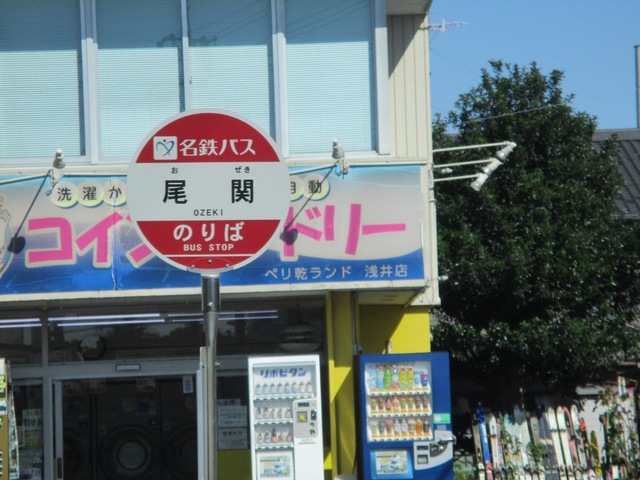 名鉄バス
お ぜき
尾関
OZEKI
のりば
BUS STOP
洗濯か
自動
コイン
ドリー
ペリ乾ランド 浅井店
リポビタン